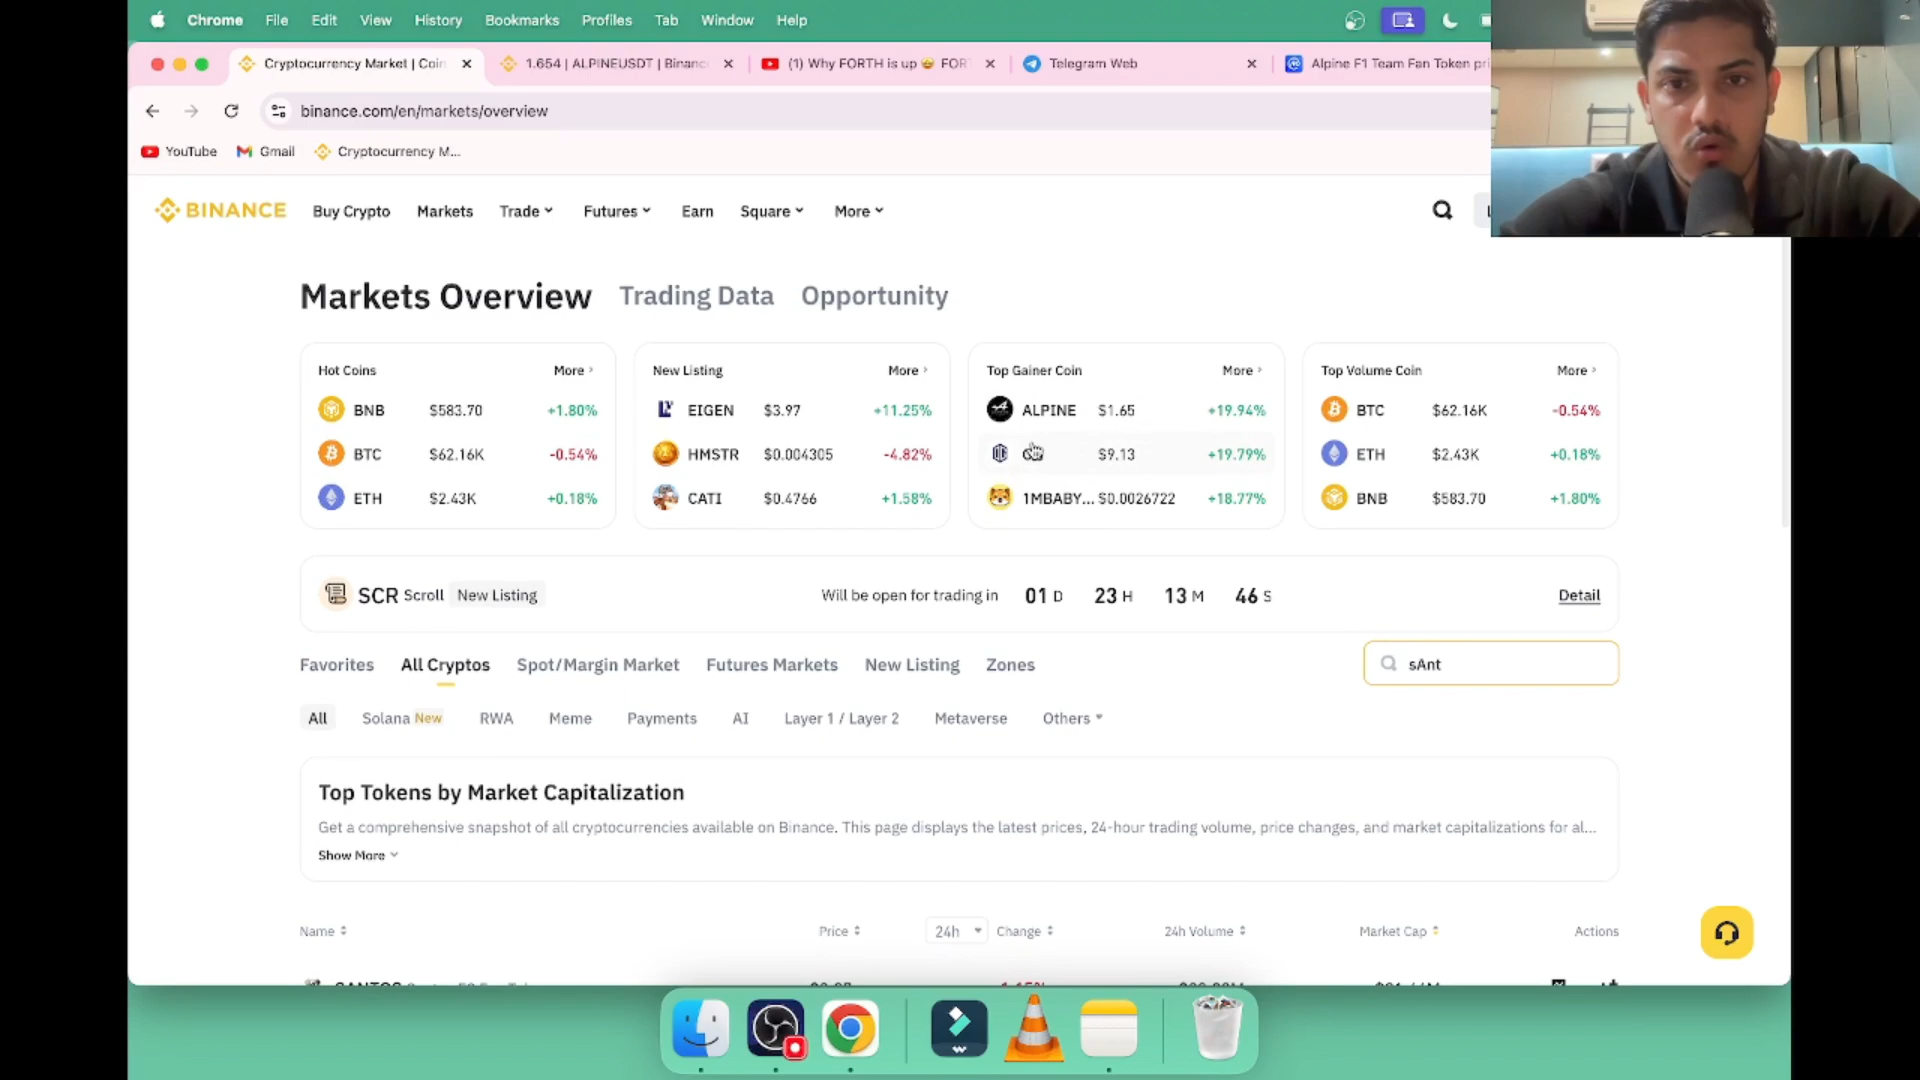 Chrome File Edit View History Bookmarks Profiles Tab Window Help
Cryptocurrency Market | Coin 1.654 | ALPINEUSDT | Binanc (1) Why FORTH is up 🤑 FOR Telegram Web Alpine F1 Team Fan Token pri
binance.com/en/markets/overview
YouTube Gmail Cryptocurrency M...
BINANCE Buy Crypto Markets Trade Futures Earn Square More
Markets Overview Trading Data Opportunity
Hot Coins More
BNB $583.70 +1.80%
BTC $62.16K -0.54%
ETH $2.43K +0.18%
New Listing More
EIGEN $3.97 +11.25%
HMSTR $0.004305 -4.82%
CATI $0.4766 +1.58%
Top Gainer Coin More
ALPINE $1.65 +19.94%
$9.13 +19.79%
1MBABY... $0.0026722 +18.77%
Top Volume Coin More
BTC $62.16K -0.54%
ETH $2.43K +0.18%
BNB $583.70 +1.80%
SCR Scroll New Listing Will be open for trading in 01 D 23 H 13 M 46 S Detail
Favorites All Cryptos Spot/Margin Market Futures Markets New Listing Zones sAnt
All Solana New RWA Meme Payments AI Layer 1 / Layer 2 Metaverse Others
Top Tokens by Market Capitalization
Get a comprehensive snapshot of all cryptocurrencies available on Binance. This page displays the latest prices, 24-hour trading volume, price changes, and market capitalizations for al...
Show More
Name Price 24h Change 24h Volume Market Cap Actions